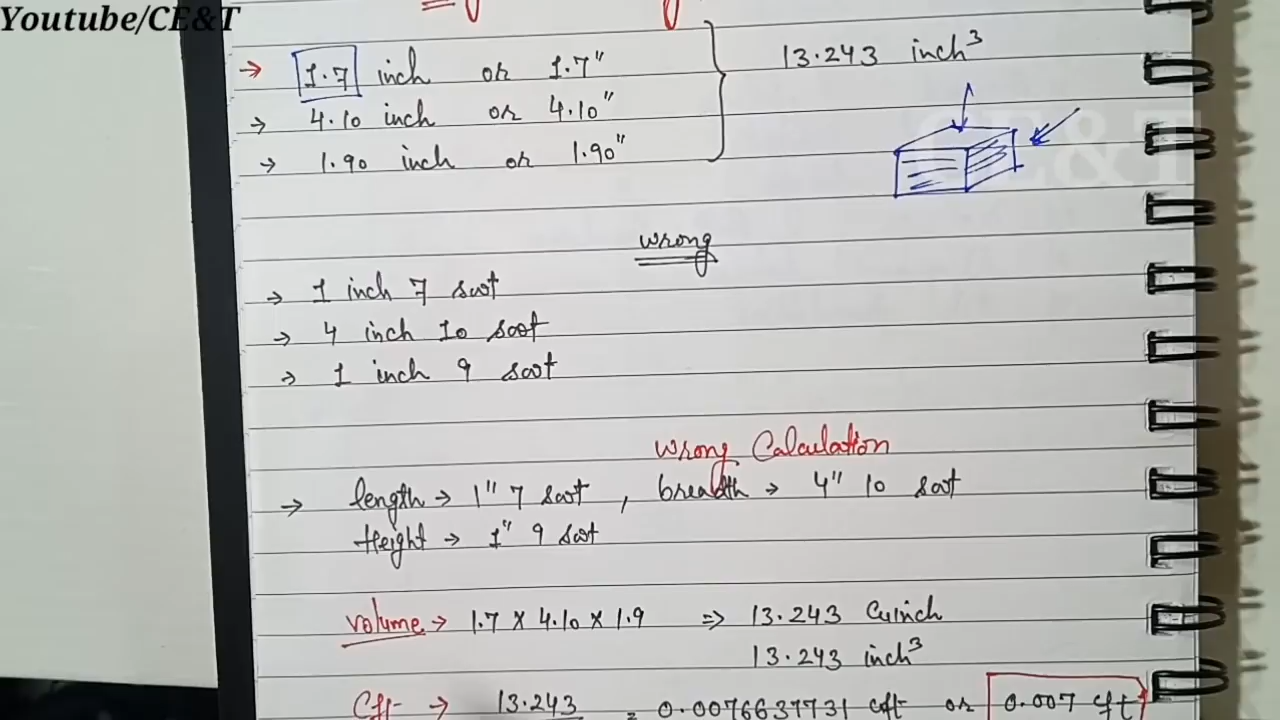 Youtube/CE&T
→ 1.7 inch or 1.7"
13.243 inch³
→ 4.10 inch or 4.10"
→ 1.90 inch or 1.90"
CE&T
Wrong
→ 1 inch 7 soot
→ 4 inch 10 soot
→ 1 inch 9 soot
Wrong Calculation
→ length → 1" 7 soot, breadth → 4" 10 soot
Height → 1" 9 soot
Volume → 1.7 × 4.10 × 1.9 ⇒ 13.243 Cuinch
13.243 inch³
Cft → 13.243 = 0.0076637731 cft or 0.007 cft